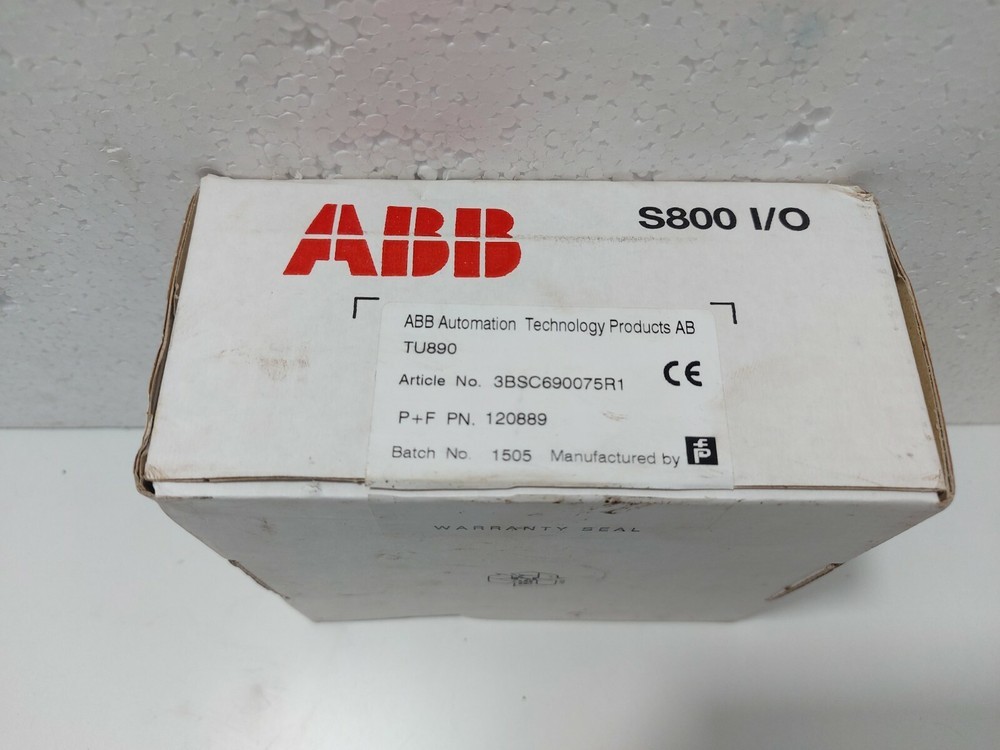 ABB
S800 I/O
ABB Automation Technology Products AB
TU890
Article No. 3BSC690075R1 CE
P+F PN. 120889
Batch No. 1505 Manufactured by
WARRANTY SEAL